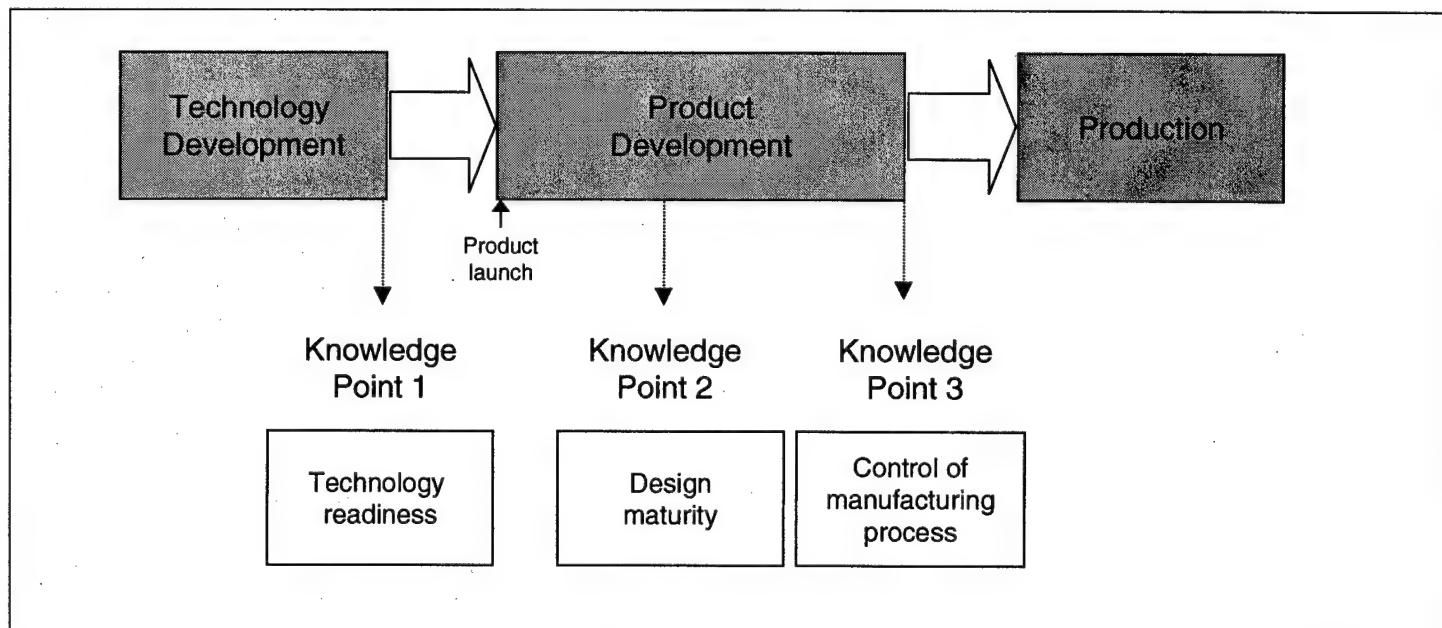 Technology
Development
Product
Development
Production
Product
launch
Knowledge
Point 1
Knowledge
Point 2
Knowledge
Point 3
Technology
readiness
Design
maturity
Control of
manufacturing
process